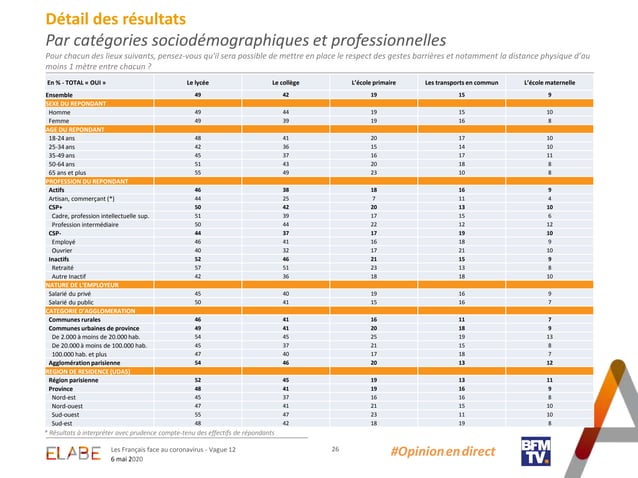 Détail des résultats
Par catégories sociodémographiques et professionnelles
Pour chacun des lieux suivants, pensez-vous qu'il sera possible de mettre en place le respect des gestes barrières et notamment la distance physique d'au
moins 1 mètre entre chacun ?
En % - TOTAL « OUI » Le lycée Le collège L'école primaire Les transports en commun L'école maternelle
Ensemble 49 42 19 15 9
SEXE DU REPONDANT
Homme 49 44 19 15 10
Femme 49 39 19 16 8
AGE DU REPONDANT
18-24 ans 48 41 20 17 10
25-34 ans 42 36 15 14 10
35-49 ans 45 37 16 17 11
50-64 ans 51 43 20 18 8
65 ans et plus 55 49 23 10 8
PROFESSION DU REPONDANT
Actifs 46 38 18 16 9
Artisan, commerçant (*) 44 25 7 11 4
CSP+ 50 42 20 13 10
Cadre, profession intellectuelle sup. 51 39 17 15 6
Profession intermédiaire 50 44 22 12 12
CSP- 44 37 17 19 10
Employé 46 41 16 18 9
Ouvrier 40 32 17 21 10
Inactifs 52 46 21 15 9
Retraité 57 51 23 13 8
Autre Inactif 42 36 18 18 10
NATURE DE L'EMPLOYEUR
Salarié du privé 45 40 19 16 9
Salarié du public 50 41 15 16 7
CATEGORIE D'AGGLOMERATION
Communes rurales 46 41 16 11 7
Communes urbaines de province 49 41 20 18 9
De 2.000 à moins de 20.000 hab. 54 45 25 19 13
De 20.000 à moins de 100.000 hab. 45 37 21 15 8
100.000 hab. et plus 47 40 17 18 7
Agglomération parisienne 54 46 20 13 12
REGION DE RESIDENCE [UDA5]
Région parisienne 52 45 19 13 11
Province 48 41 19 16 9
Nord-est 45 37 16 16 8
Nord-ouest 47 41 21 15 10
Sud-ouest 55 47 23 11 10
Sud-est 48 42 18 19 8
* Résultats à interpréter avec prudence compte-tenu des effectifs de répondants
ELABE
Les Français face au coronavirus - Vague 12
6 mai 2020
26
#Opinionendirect
BFM
TV.